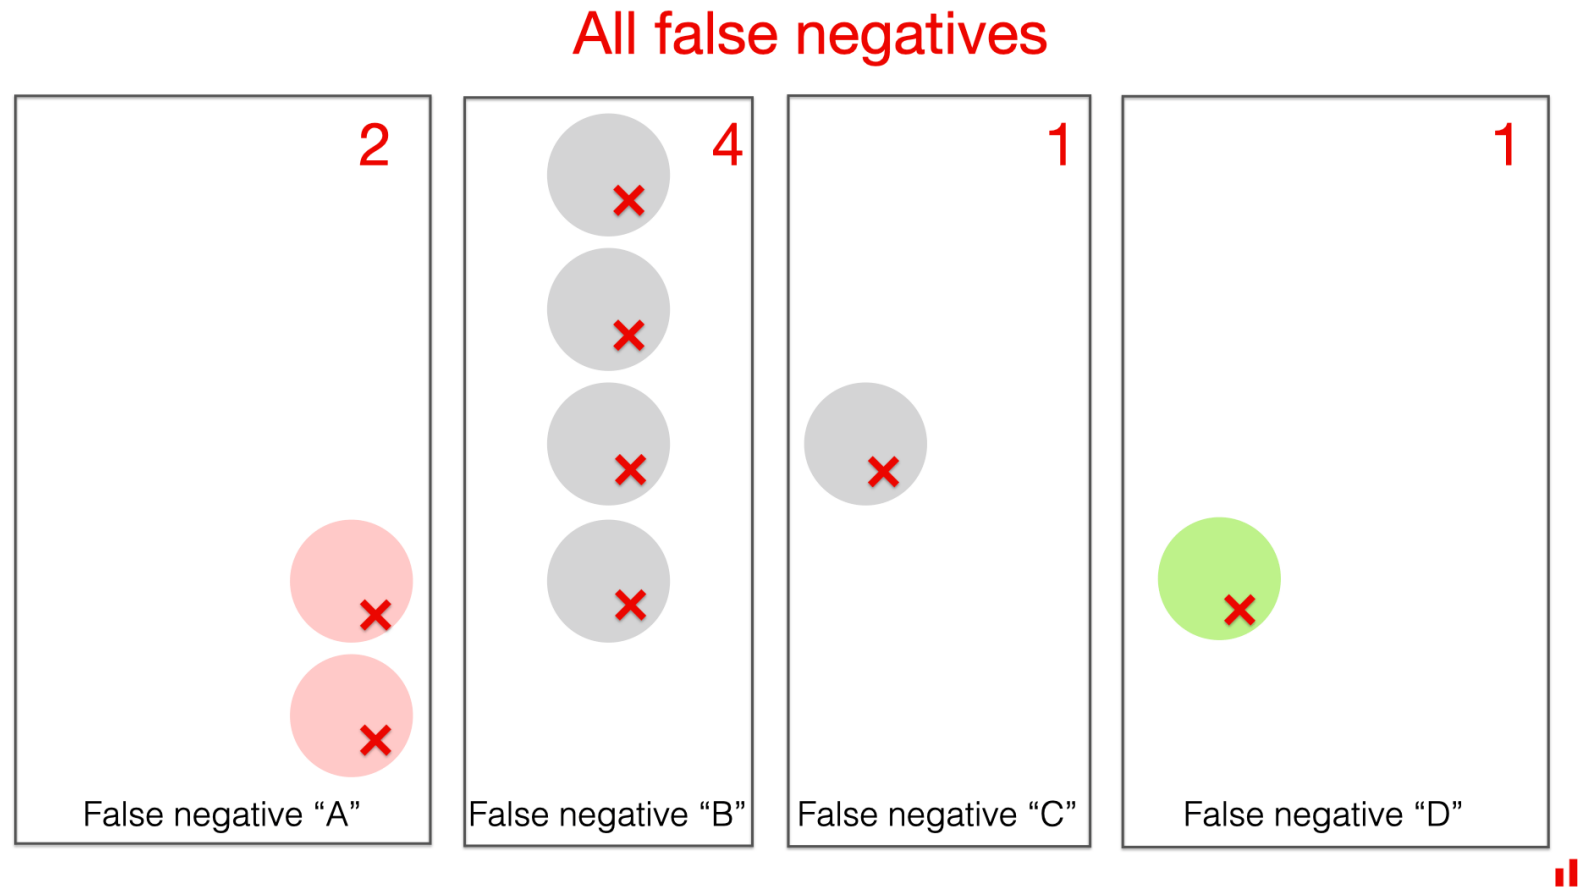 All false negatives
2
4
1
1
False negative “A”
False negative “B”
False negative “C”
False negative “D”